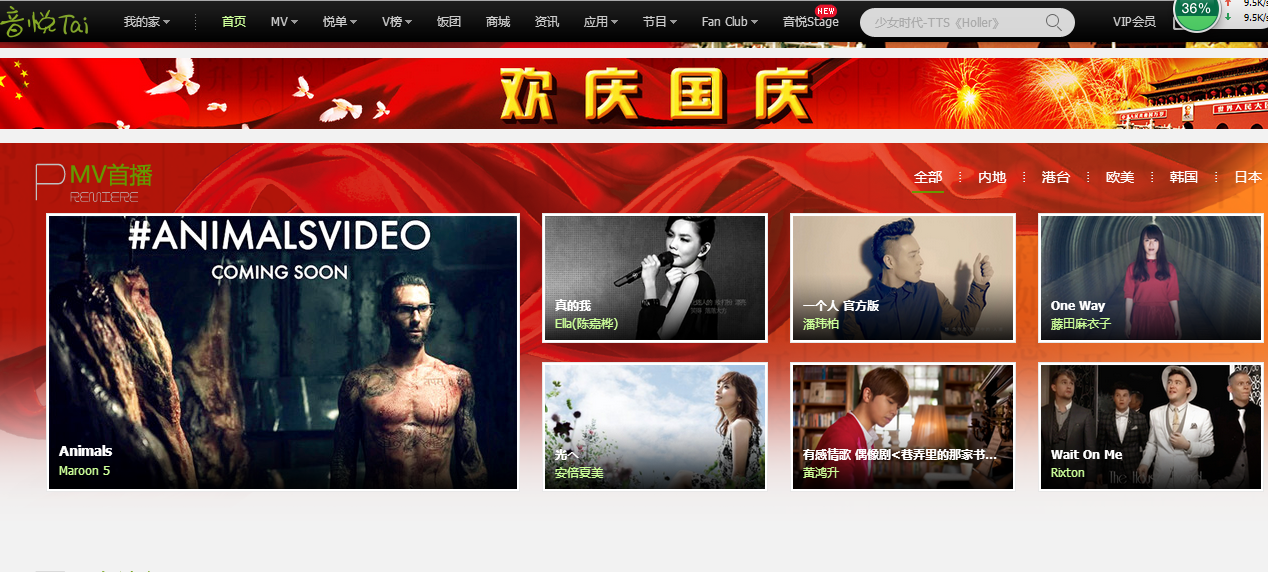 音悦Tai
我的家 首页 MV 悦单 V榜 饭团 商城 资讯 应用 节目 Fan Club 音悦Stage NEW 少女时代-TTS《Holler》 VIP会员 36% 9.5K/s
9.5K/s
欢庆国庆
MV首播
PREMIERE
全部 内地 港台 欧美 韩国 日本
#ANIMALSVIDEO
COMING SOON
Animals
Maroon 5
真的我
Ella(陈嘉桦)
一个人 官方版
潘玮柏
One Way
藤田麻衣子
光へ
安倍夏美
有感情歌 偶像剧<巷弄里的那家书...
黄鸿升
Wait On Me
Rixton